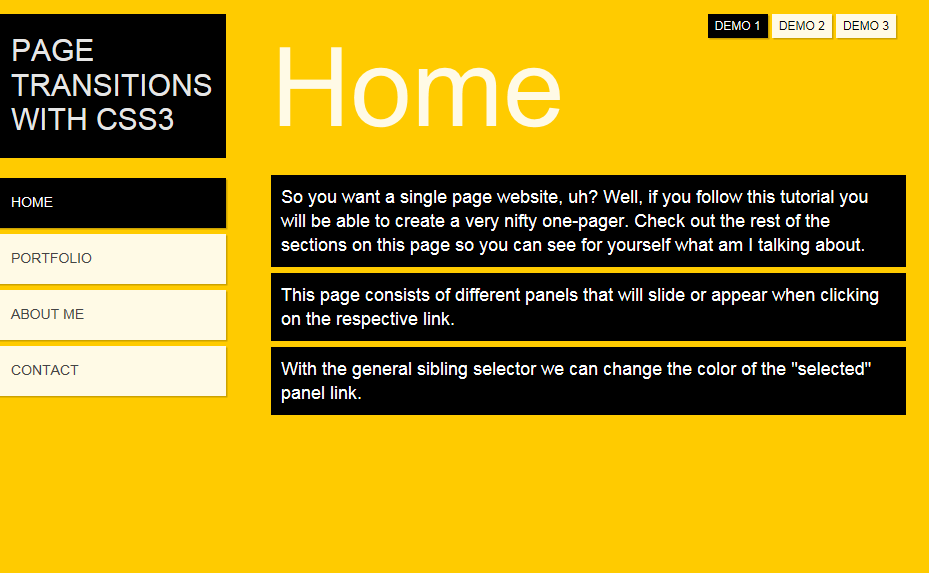 PAGE
TRANSITIONS
WITH CSS3
HOME
PORTFOLIO
ABOUT ME
CONTACT
DEMO 1 DEMO 2 DEMO 3
Home
So you want a single page website, uh? Well, if you follow this tutorial you
will be able to create a very nifty one-pager. Check out the rest of the
sections on this page so you can see for yourself what am I talking about.
This page consists of different panels that will slide or appear when clicking
on the respective link.
With the general sibling selector we can change the color of the "selected"
panel link.